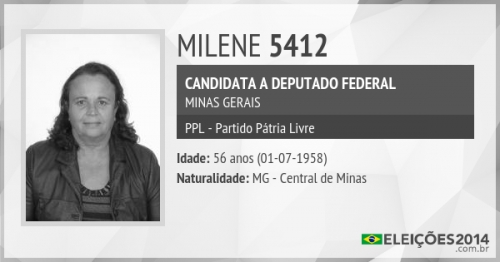 MILENE 5412
CANDIDATA A DEPUTADO FEDERAL
MINAS GERAIS
PPL - Partido Pátria Livre
Idade: 56 anos (01-07-1958)
Naturalidade: MG - Central de Minas
ELEIÇÕES2014
.com.br